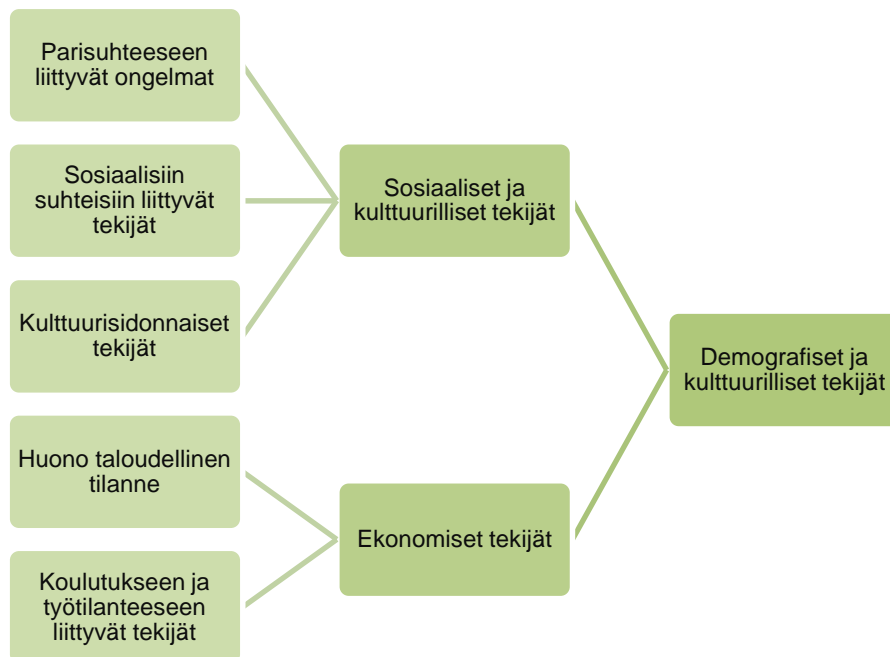 Parisuhteeseen
liittyvät ongelmat
Sosiaalisiin
suhteisiin liittyvät
tekijät
Kulttuurisidonnaiset
tekijät
Huono taloudellinen
tilanne
Koulutukseen ja
työtilanteeseen
liittyvät tekijät
Sosiaaliset ja
kulttuurilliset tekijät
Ekonomiset tekijät
Demografiset ja
kulttuurilliset tekijät